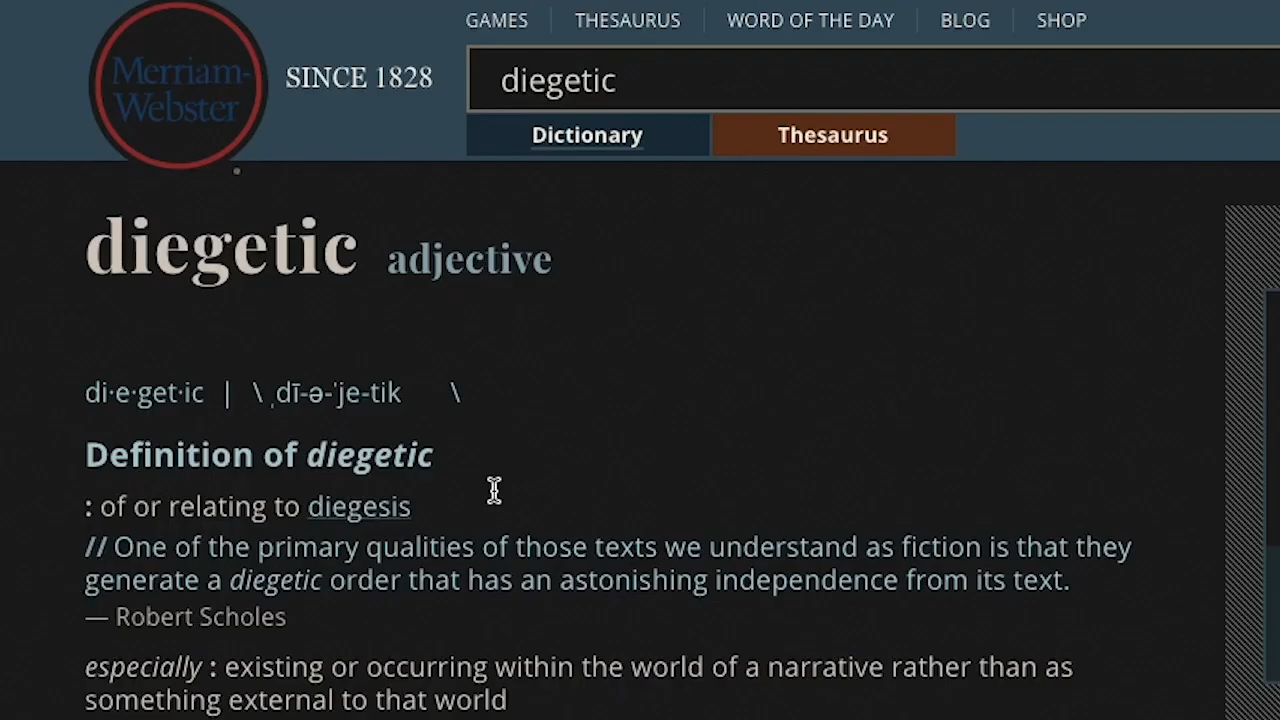 GAMES THESAURUS WORD OF THE DAY BLOG SHOP
Merriam-
Webster
SINCE 1828
diegetic
Dictionary Thesaurus
diegetic adjective
di·e·get·ic | \ ˌdī-ə-ˈje-tik \
Definition of diegetic
: of or relating to diegesis
// One of the primary qualities of those texts we understand as fiction is that they
generate a diegetic order that has an astonishing independence from its text.
— Robert Scholes
especially : existing or occurring within the world of a narrative rather than as
something external to that world